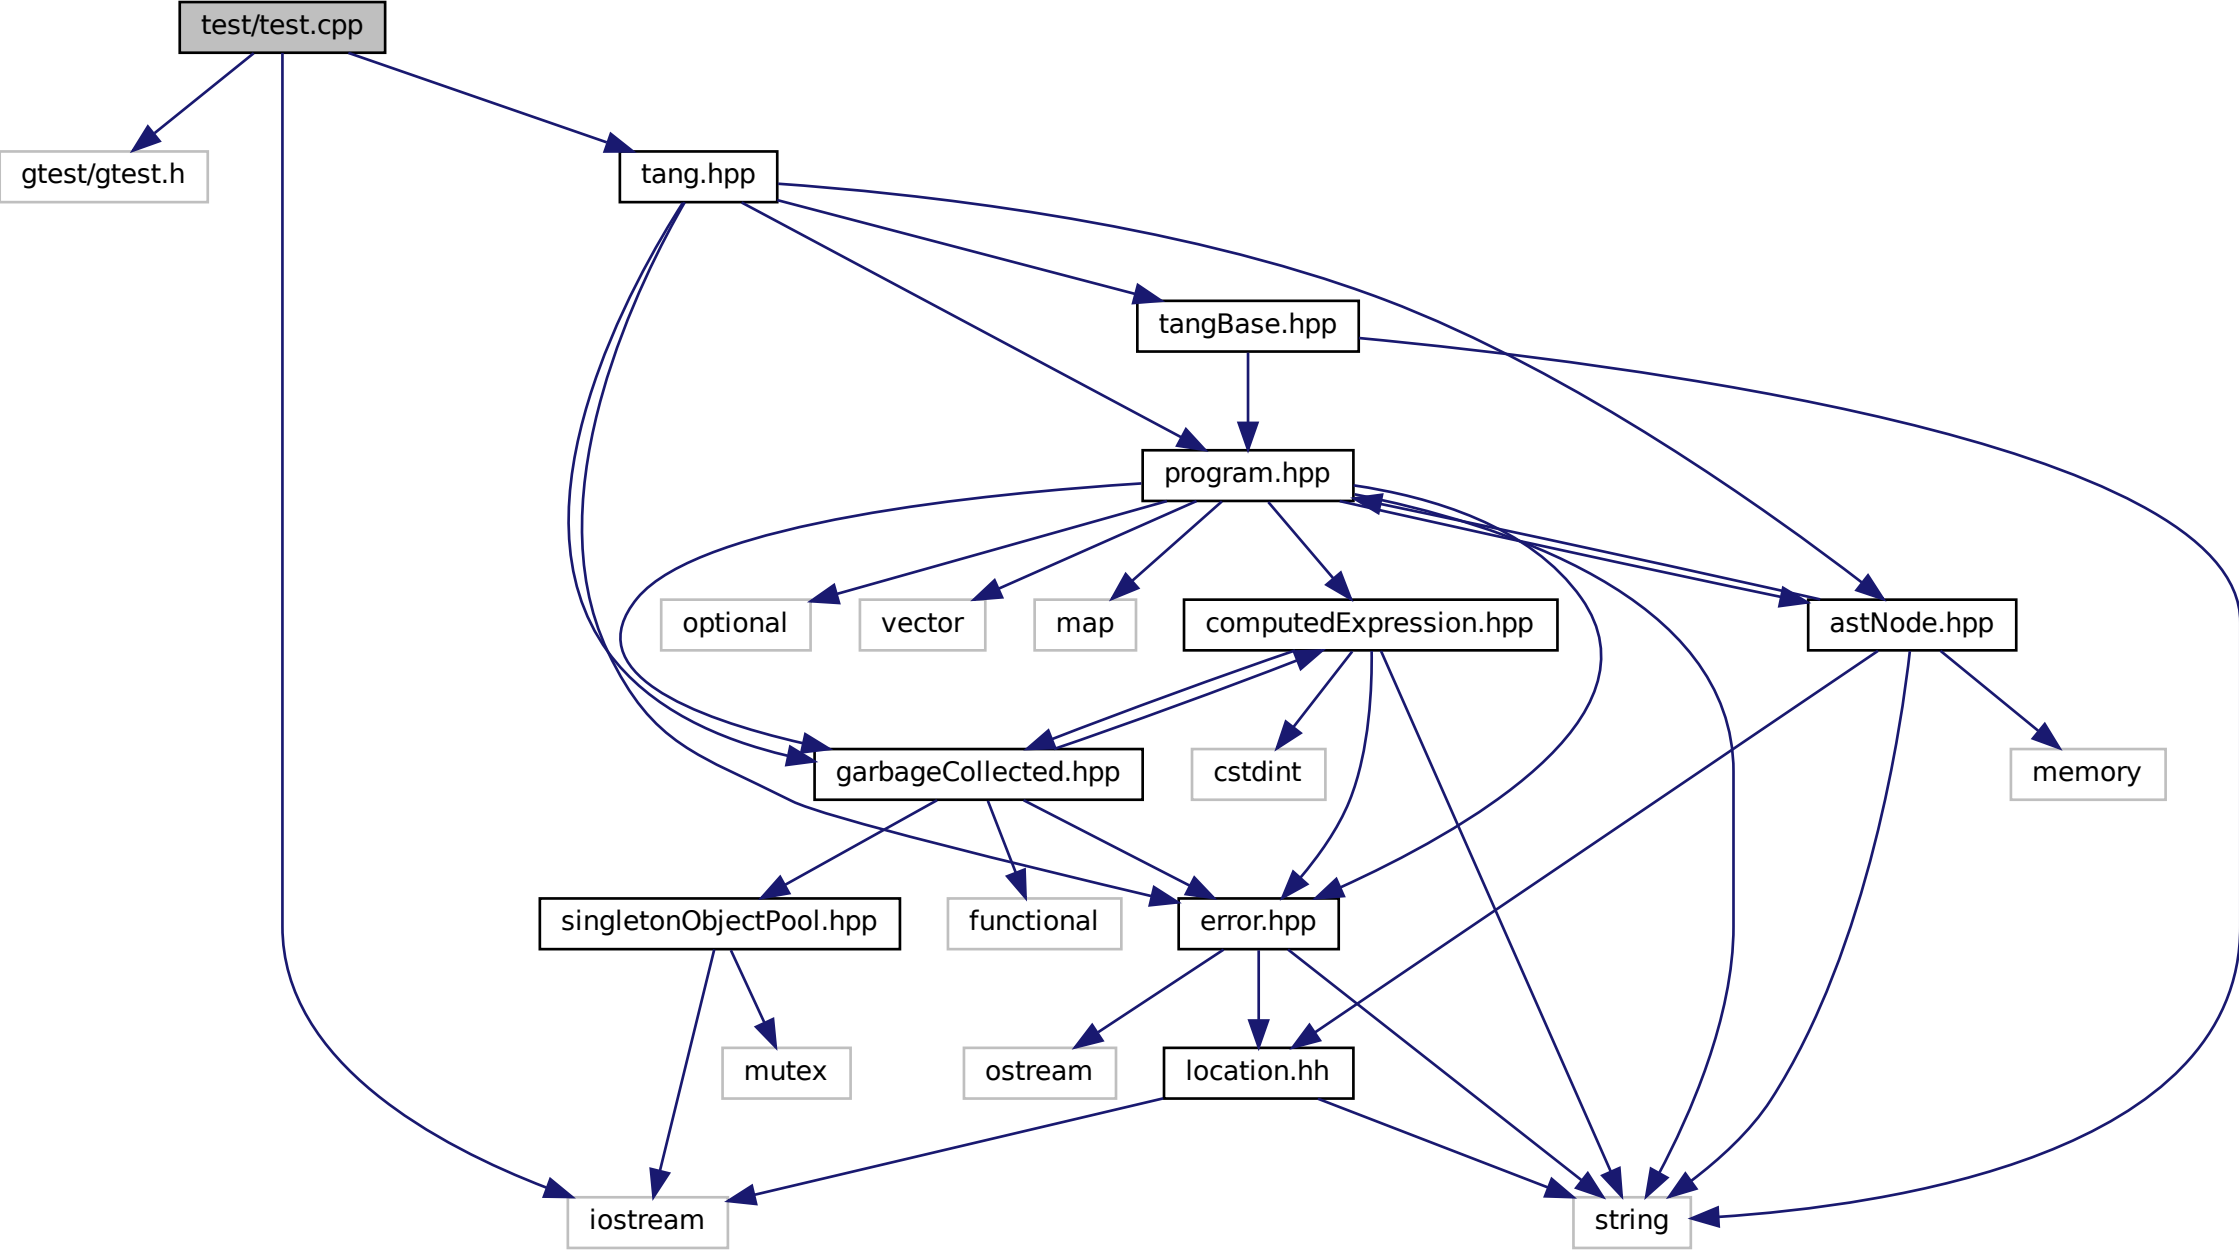 test/test.cpp
gtest/gtest.h
tang.hpp
tangBase.hpp
program.hpp
optional
vector
map
computedExpression.hpp
astNode.hpp
garbageCollected.hpp
cstdint
memory
singletonObjectPool.hpp
functional
error.hpp
mutex
ostream
location.hh
iostream
string